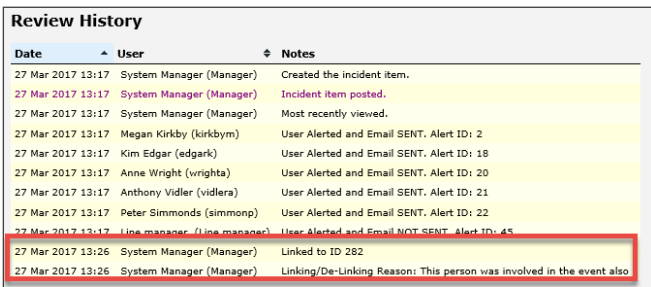 Review History
Date User Notes
27 Mar 2017 13:17 System Manager (Manager) Created the incident item.
27 Mar 2017 13:17 System Manager (Manager) Incident item posted.
27 Mar 2017 13:17 System Manager (Manager) Most recently viewed.
27 Mar 2017 13:17 Megan Kirkby (kirkbym) User Alerted and Email SENT. Alert ID: 2
27 Mar 2017 13:17 Kim Edgar (edgark) User Alerted and Email SENT. Alert ID: 18
27 Mar 2017 13:17 Anne Wright (wrighta) User Alerted and Email SENT. Alert ID: 20
27 Mar 2017 13:17 Anthony Vidler (vidlera) User Alerted and Email SENT. Alert ID: 21
27 Mar 2017 13:17 Peter Simmonds (simmonp) User Alerted and Email SENT. Alert ID: 22
27 Mar 2017 13:17 Line manager (Line manager) User Alerted and Email NOT SENT. Alert ID: 45
27 Mar 2017 13:26 System Manager (Manager) Linked to ID 282
27 Mar 2017 13:26 System Manager (Manager) Linking/De-Linking Reason: This person was involved in the event also